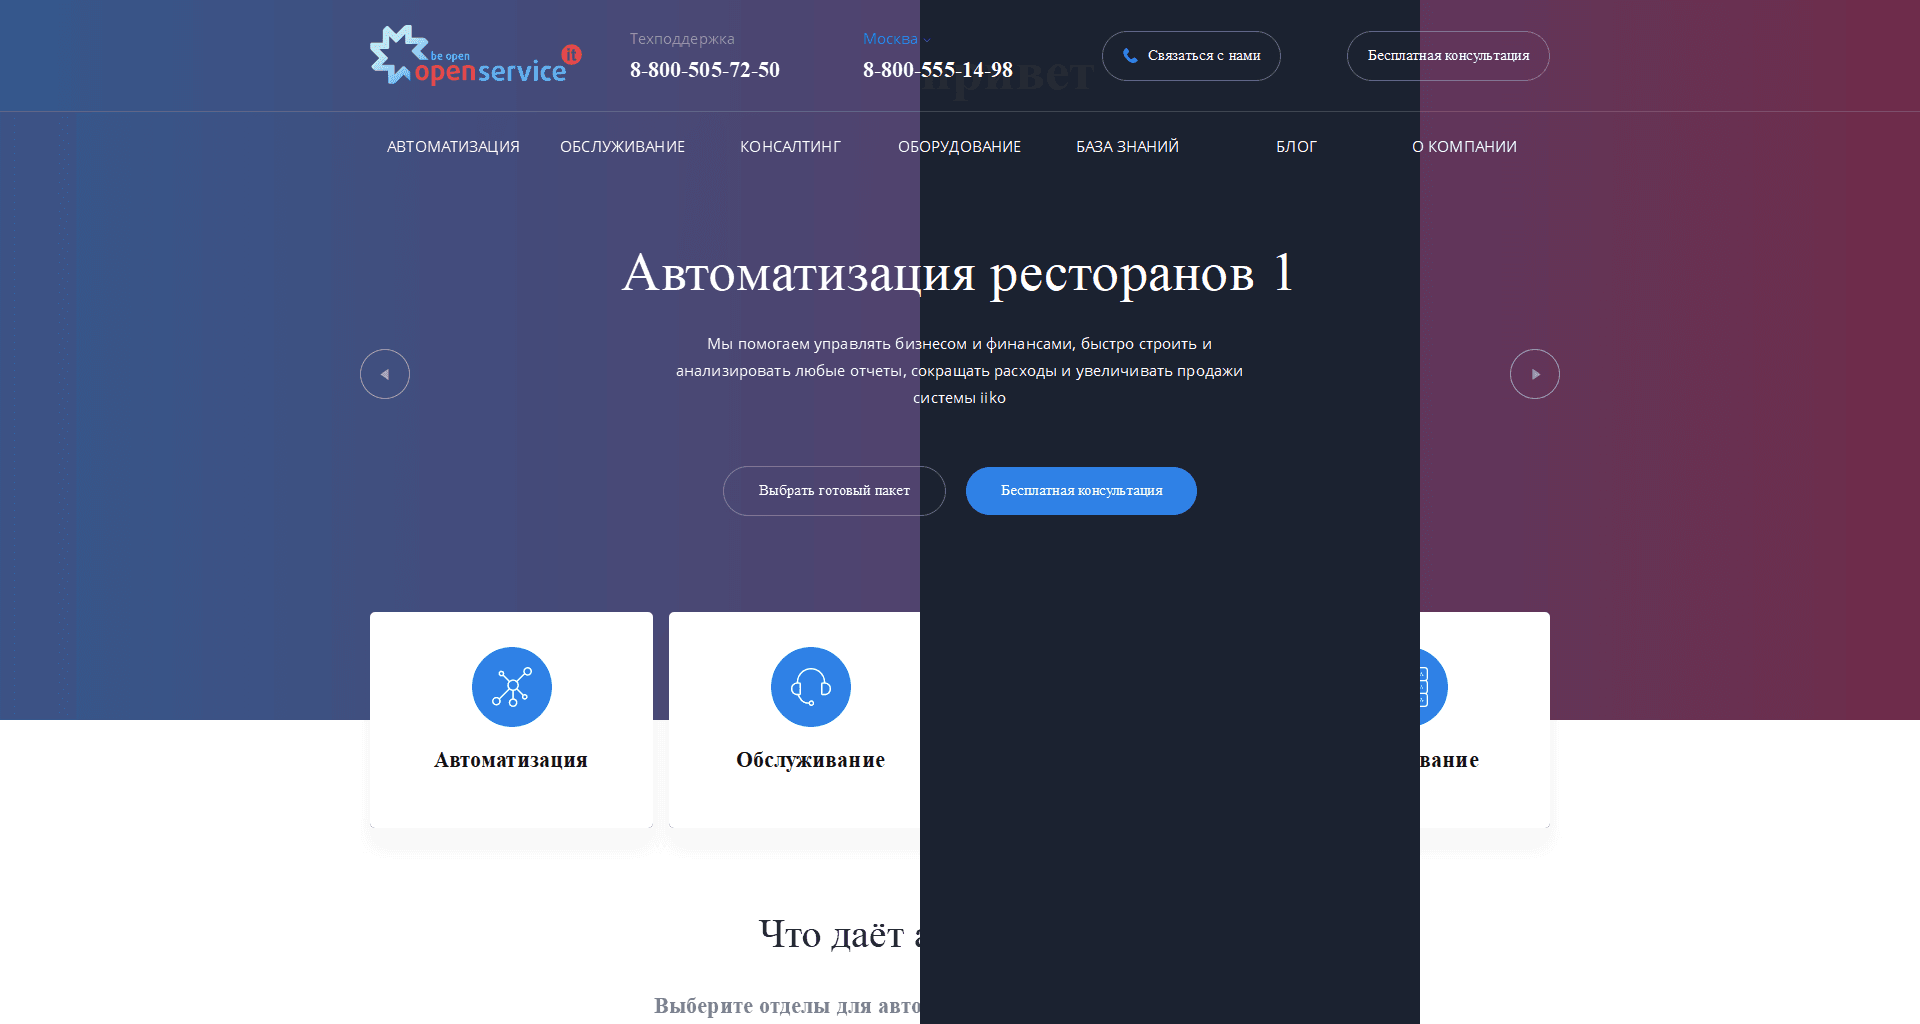 be open
openservice it
Техподдержка
8-800-505-72-50
Москва
8-800-555-14-98
привет
Связаться с нами
Бесплатная консультация
АВТОМАТИЗАЦИЯ ОБСЛУЖИВАНИЕ КОНСАЛТИНГ ОБОРУДОВАНИЕ БАЗА ЗНАНИЙ БЛОГ О КОМПАНИИ
Автоматизация ресторанов 1
Мы помогаем управлять бизнесом и финансами, быстро строить и
анализировать любые отчеты, сокращать расходы и увеличивать продажи
системы iiko
Выбрать готовый пакет
Бесплатная консультация
Автоматизация
Обслуживание
вание
Что даёт а
Выберите отделы для авто